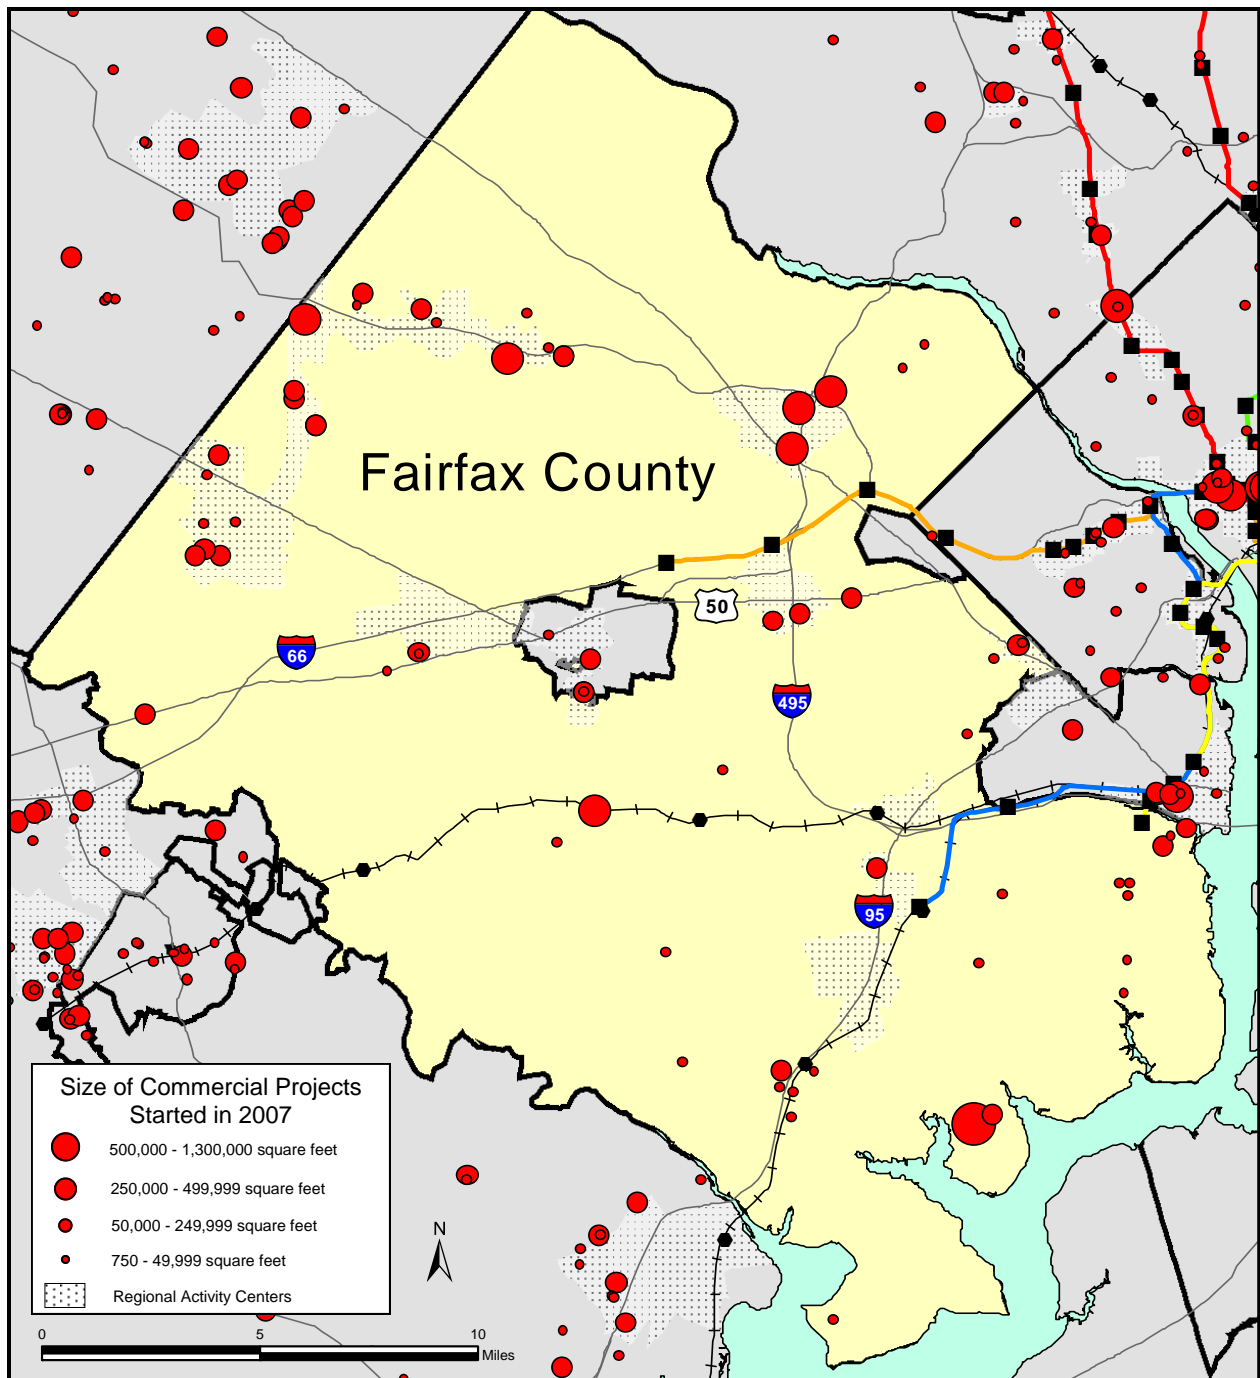 Fairfax County
50
66
495
95
Size of Commercial Projects
Started in 2007
500,000 - 1,300,000 square feet
250,000 - 499,999 square feet
50,000 - 249,999 square feet
750 - 49,999 square feet
Regional Activity Centers
N
0 5 10
Miles